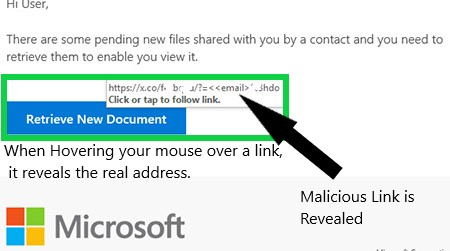 Hi User,
There are some pending new files shared with you by a contact and you need to
retrieve them to enable you view it.
https://x.co/f
Click or tap to follow link.
Retrieve New Document
When Hovering your mouse over a link,
it reveals the real address.
Malicious Link is
Revealed
Microsoft